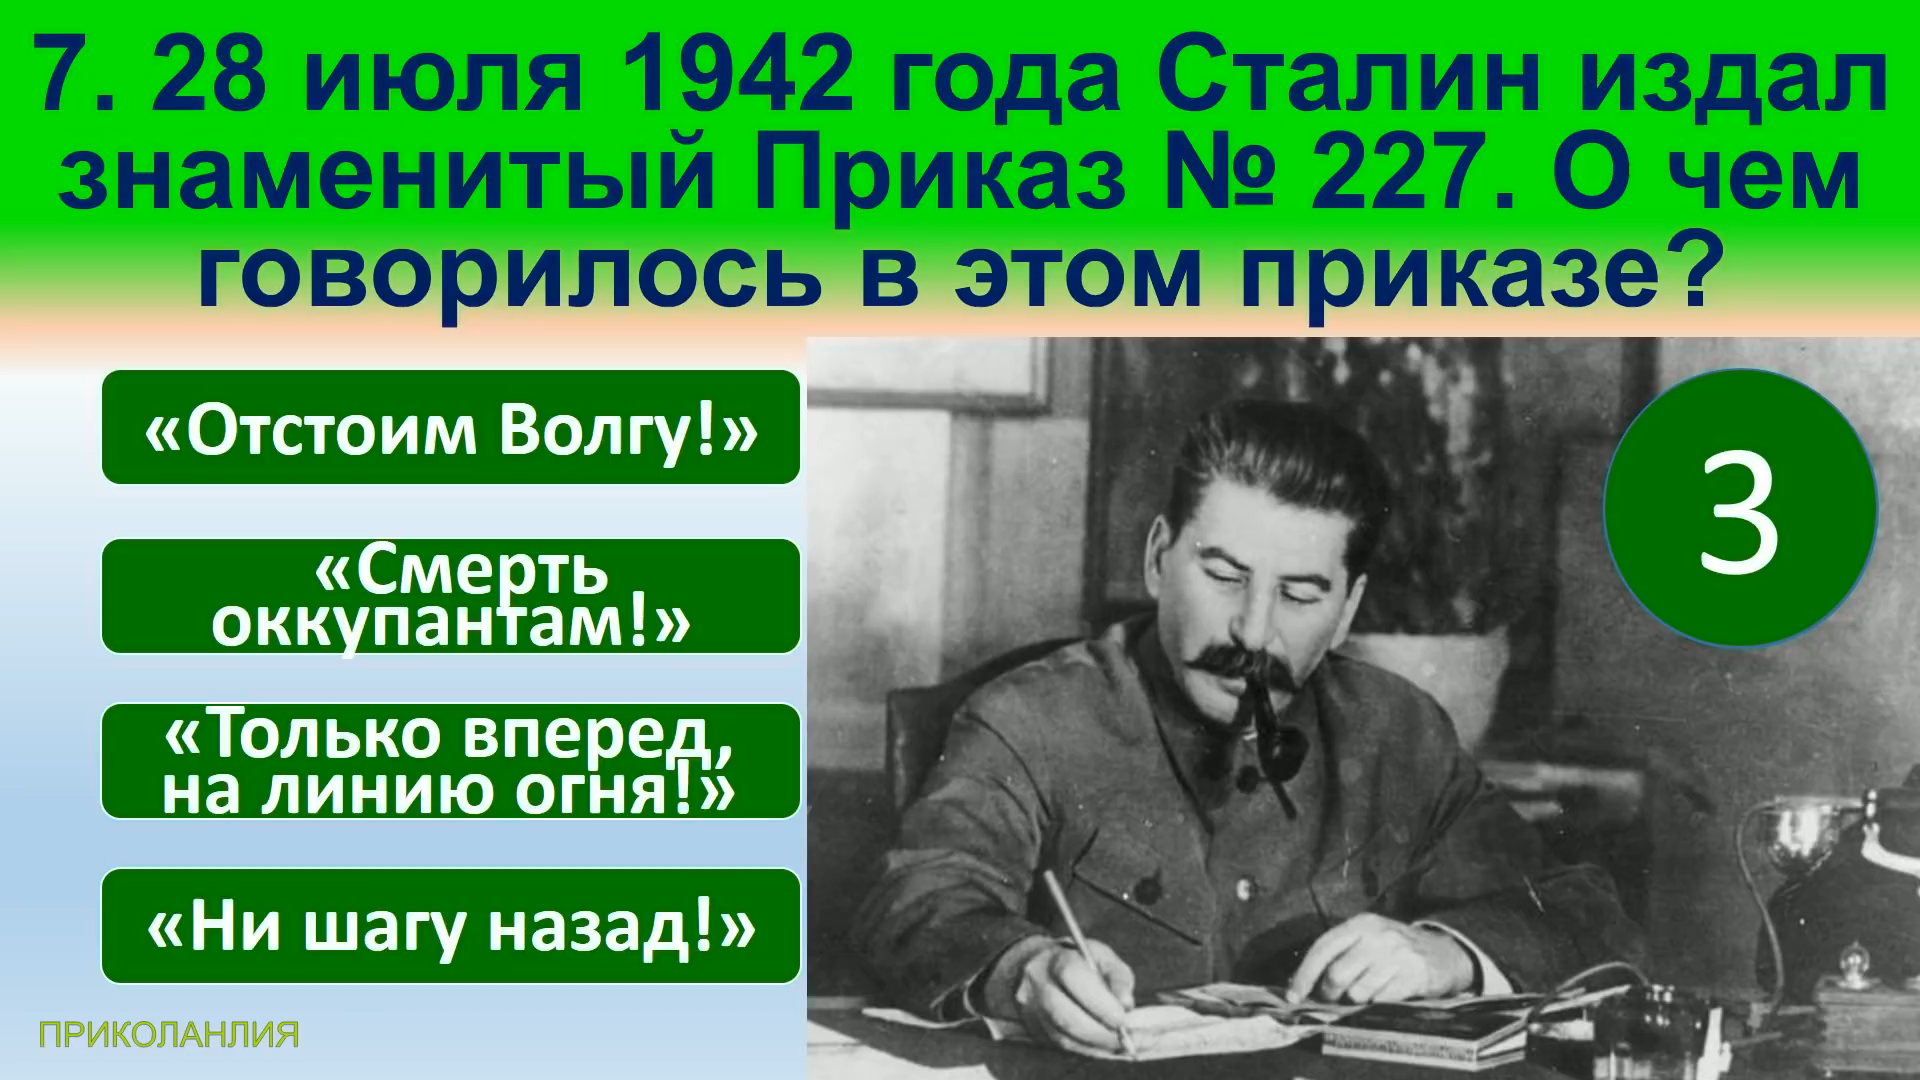 7. 28 июля 1942 года Сталин издал
знаменитый Приказ № 227. О чем
говорилось в этом приказе?
«Отстоим Волгу!»
3
«Смерть
оккупантам!»
«Только вперед,
на линию огня!»
«Ни шагу назад!»
ПРИКОЛАНЛИЯ